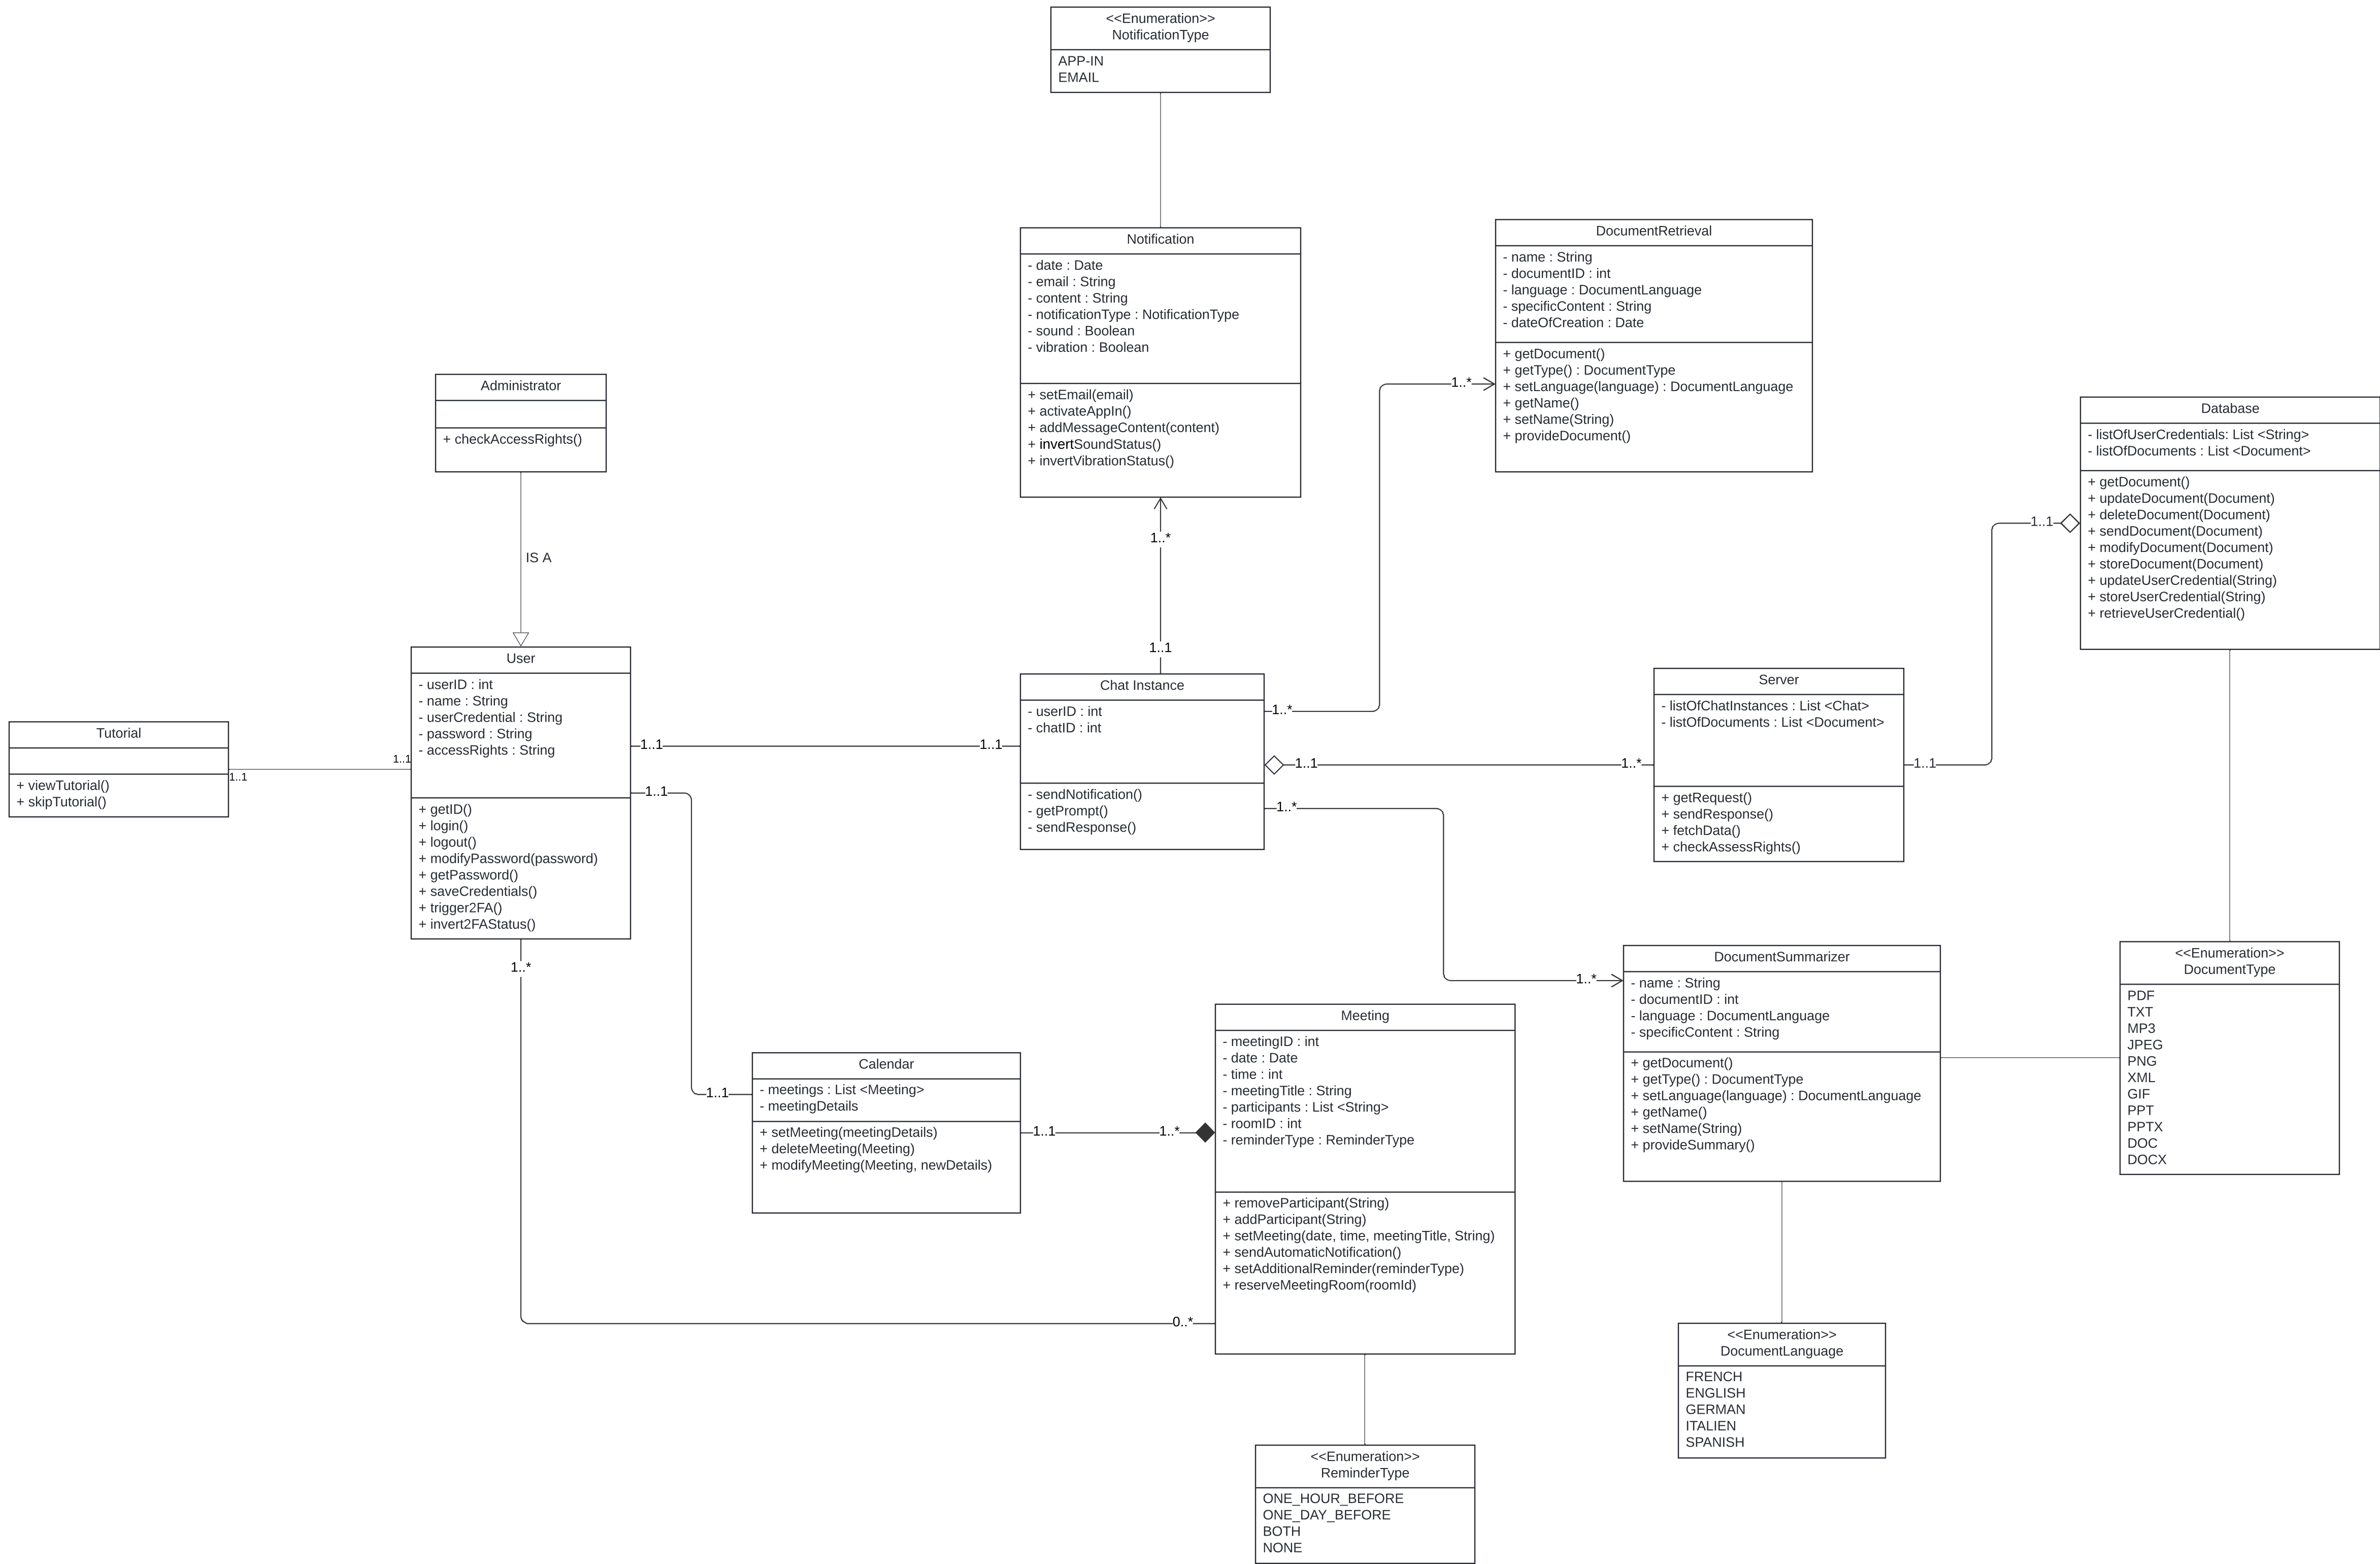 <<Enumeration>>
NotificationType
APP-IN
EMAIL
Notification
- date : Date
- email : String
- content : String
- notificationType : NotificationType
- sound : Boolean
- vibration : Boolean
+ setEmail(email)
+ activateAppIn()
+ addMessageContent(content)
+ invertSoundStatus()
+ invertVibrationStatus()
1..*
1..1
DocumentRetrieval
- name : String
- documentID : int
- language : DocumentLanguage
- specificContent : String
- dateOfCreation : Date
+ getDocument()
+ getType() : DocumentType
+ setLanguage(language) : DocumentLanguage
+ getName()
+ setName(String)
+ provideDocument()
1..*
Administrator
+ checkAccessRights()
IS A
Database
- listOfUserCredentials: List <String>
- listOfDocuments : List <Document>
+ getDocument()
+ updateDocument(Document)
+ deleteDocument(Document)
+ sendDocument(Document)
+ modifyDocument(Document)
+ storeDocument(Document)
+ updateUserCredential(String)
+ storeUserCredential(String)
+ retrieveUserCredential()
1..1
Tutorial
+ viewTutorial()
+ skipTutorial()
1..1
1..1
User
- userID : int
- name : String
- userCredential : String
- password : String
- accessRights : String
+ getID()
+ login()
+ logout()
+ modifyPassword(password)
+ getPassword()
+ saveCredentials()
+ trigger2FA()
+ invert2FAStatus()
1..1
1..1
1..1
1..1
1..*
0..*
Chat Instance
- userID : int
- chatID : int
- sendNotification()
- getPrompt()
- sendResponse()
1..*
1..1
1..*
1..*
1..*
Server
- listOfChatInstances : List <Chat>
- listOfDocuments : List <Document>
+ getRequest()
+ sendResponse()
+ fetchData()
+ checkAssessRights()
1..1
Calendar
- meetings : List <Meeting>
- meetingDetails
+ setMeeting(meetingDetails)
+ deleteMeeting(Meeting)
+ modifyMeeting(Meeting, newDetails)
1..1
1..*
Meeting
- meetingID : int
- date : Date
- time : int
- meetingTitle : String
- participants : List <String>
- roomID : int
- reminderType : ReminderType
+ removeParticipant(String)
+ addParticipant(String)
+ setMeeting(date, time, meetingTitle, String)
+ sendAutomaticNotification()
+ setAdditionalReminder(reminderType)
+ reserveMeetingRoom(roomId)
DocumentSummarizer
- name : String
- documentID : int
- language : DocumentLanguage
- specificContent : String
+ getDocument()
+ getType() : DocumentType
+ setLanguage(language) : DocumentLanguage
+ getName()
+ setName(String)
+ provideSummary()
<<Enumeration>>
DocumentType
PDF
TXT
MP3
JPEG
PNG
XML
GIF
PPT
PPTX
DOC
DOCX
<<Enumeration>>
DocumentLanguage
FRENCH
ENGLISH
GERMAN
ITALIEN
SPANISH
<<Enumeration>>
ReminderType
ONE_HOUR_BEFORE
ONE_DAY_BEFORE
BOTH
NONE